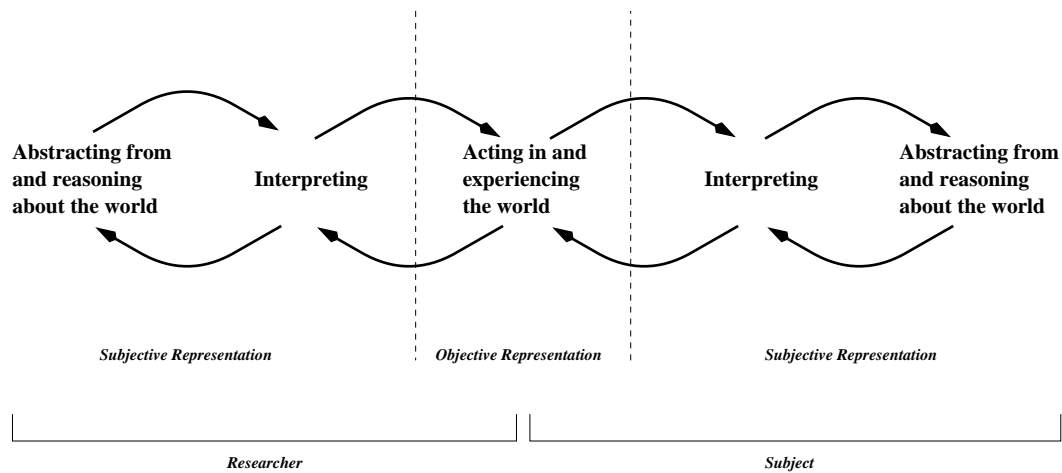 Abstracting from
and reasoning
about the world
Interpreting
Acting in and
experiencing
the world
Interpreting
Abstracting from
and reasoning
about the world
Subjective Representation
Objective Representation
Subjective Representation
Researcher
Subject